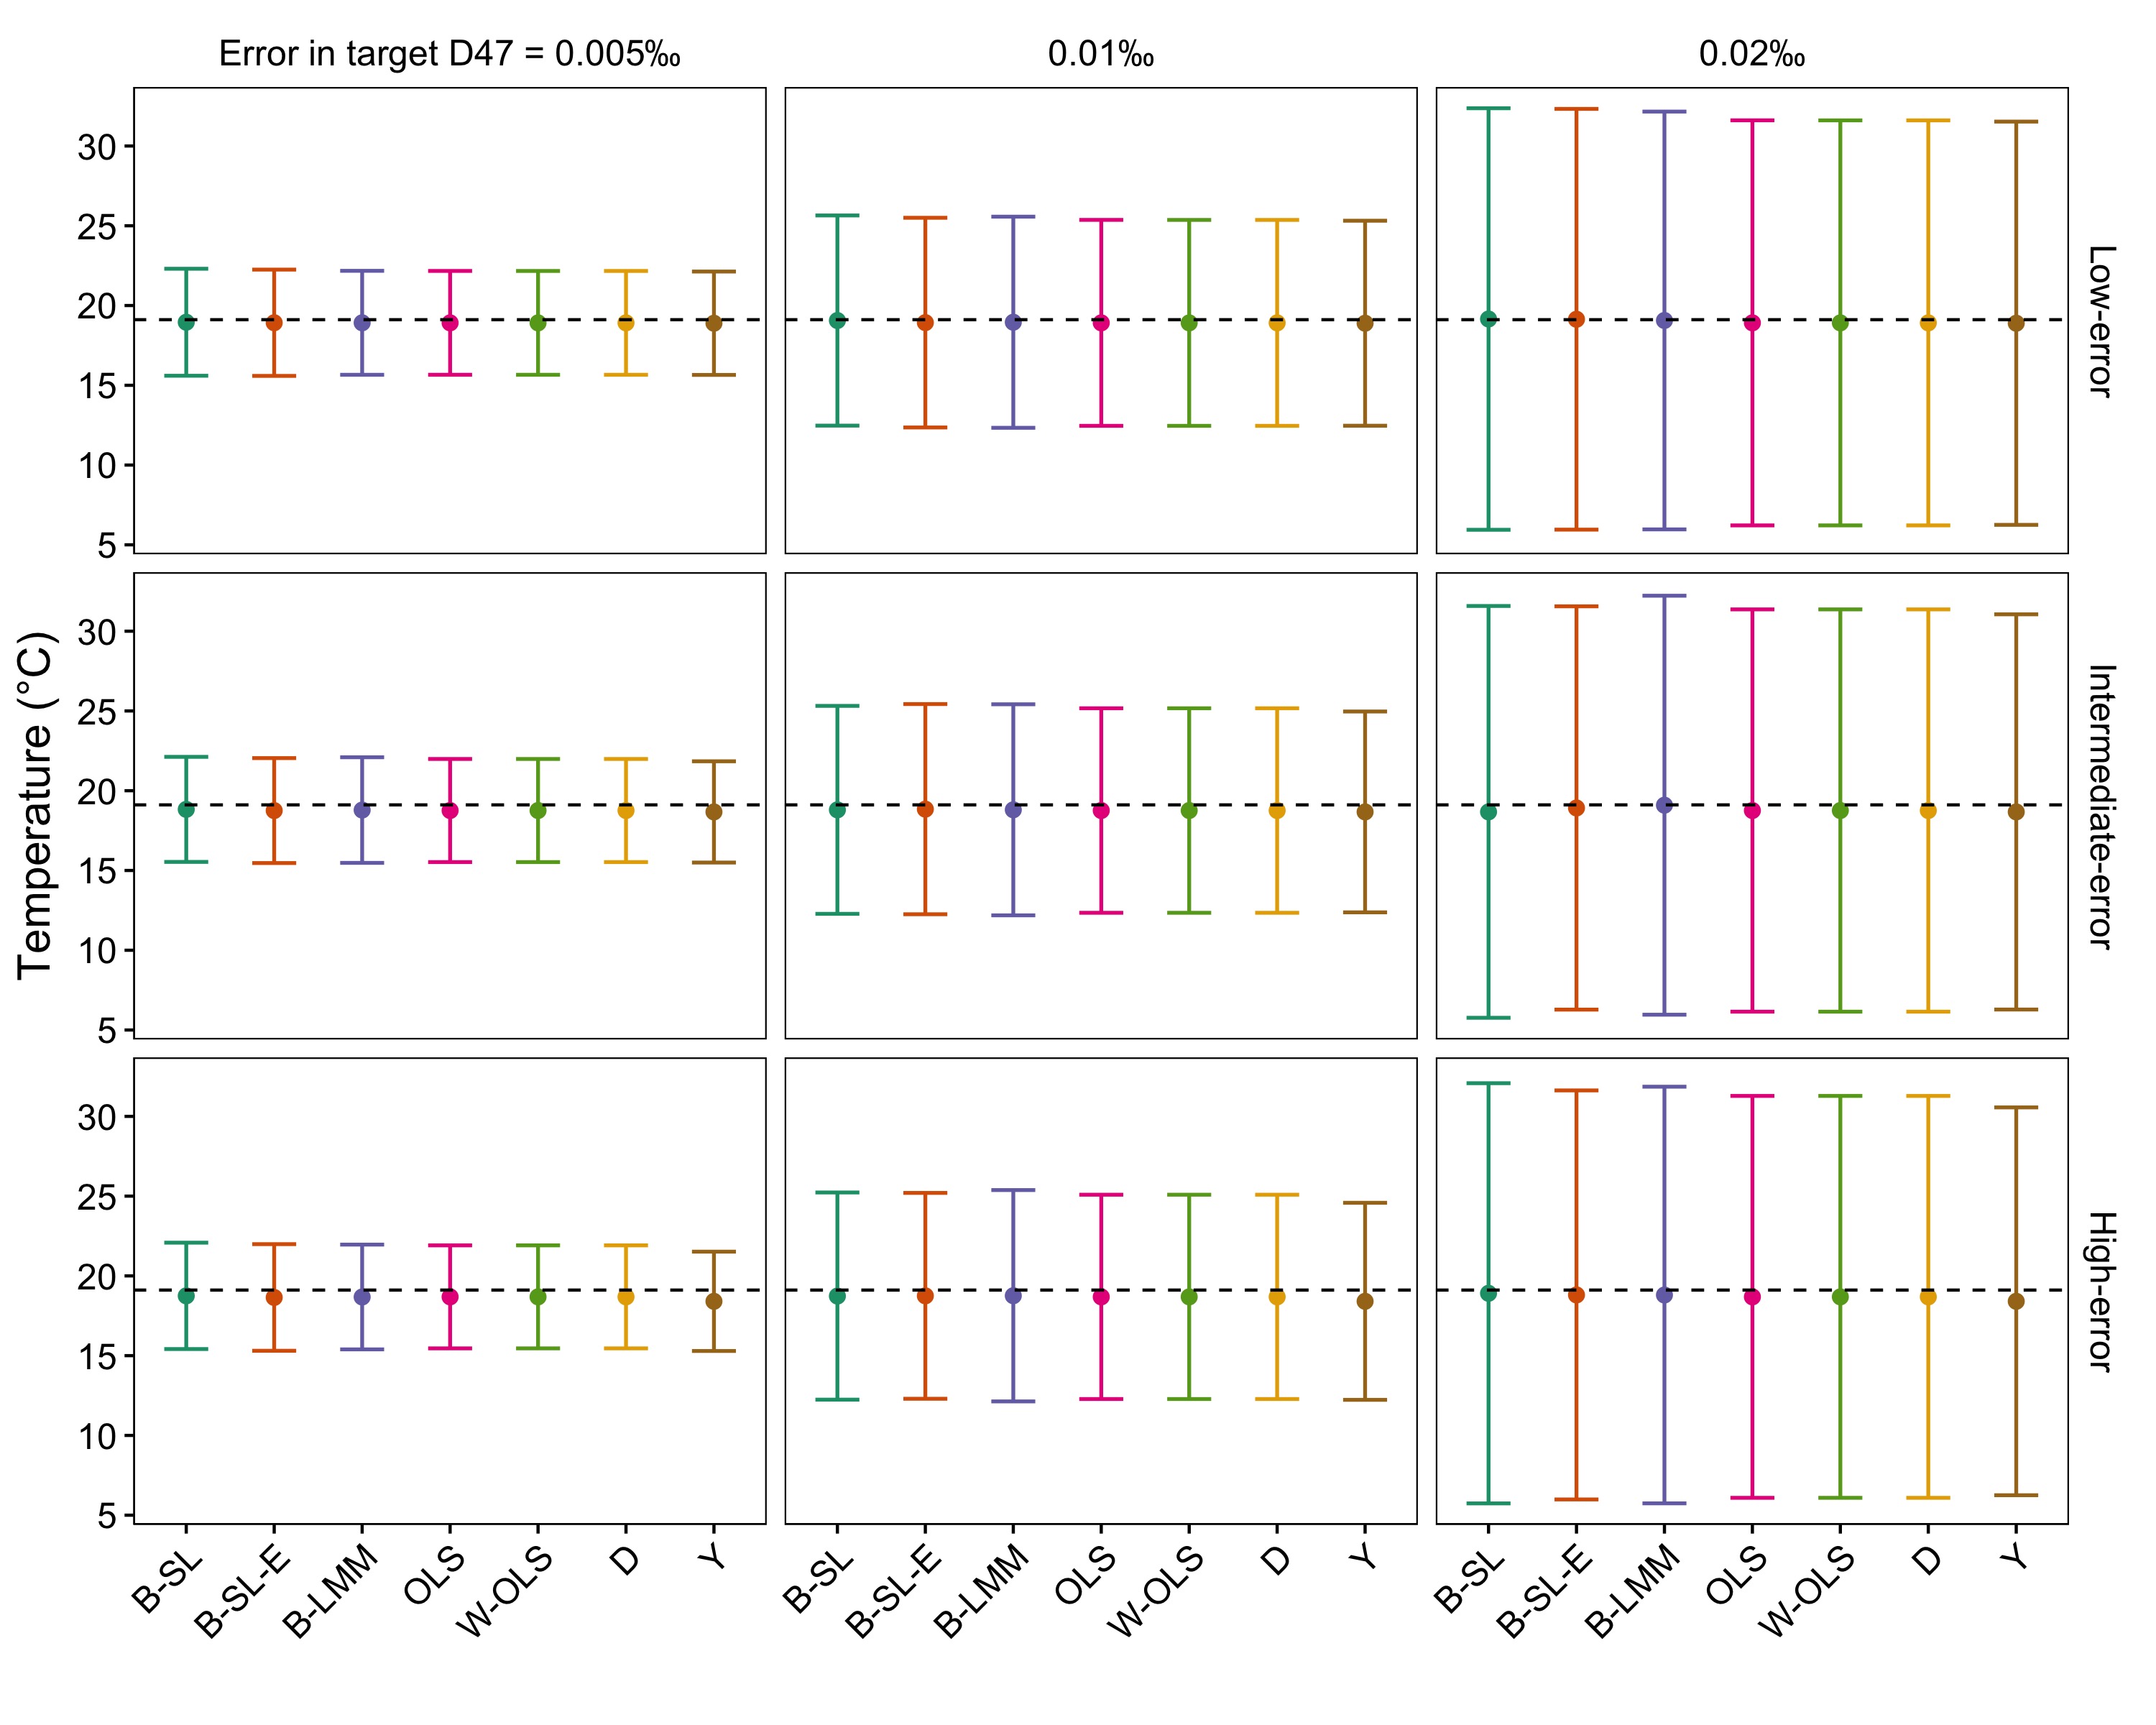 Error in target D47 = 0.005‰
0.01‰
0.02‰
30
25
20
15
10
5
Low-error
Temperature (°C)
30
25
20
15
10
5
Intermediate-error
30
25
20
15
10
5
High-error
B-SL
B-SL-E
B-LMM
OLS
W-OLS
D
Y
B-SL
B-SL-E
B-LMM
OLS
W-OLS
D
Y
B-SL
B-SL-E
B-LMM
OLS
W-OLS
D
Y